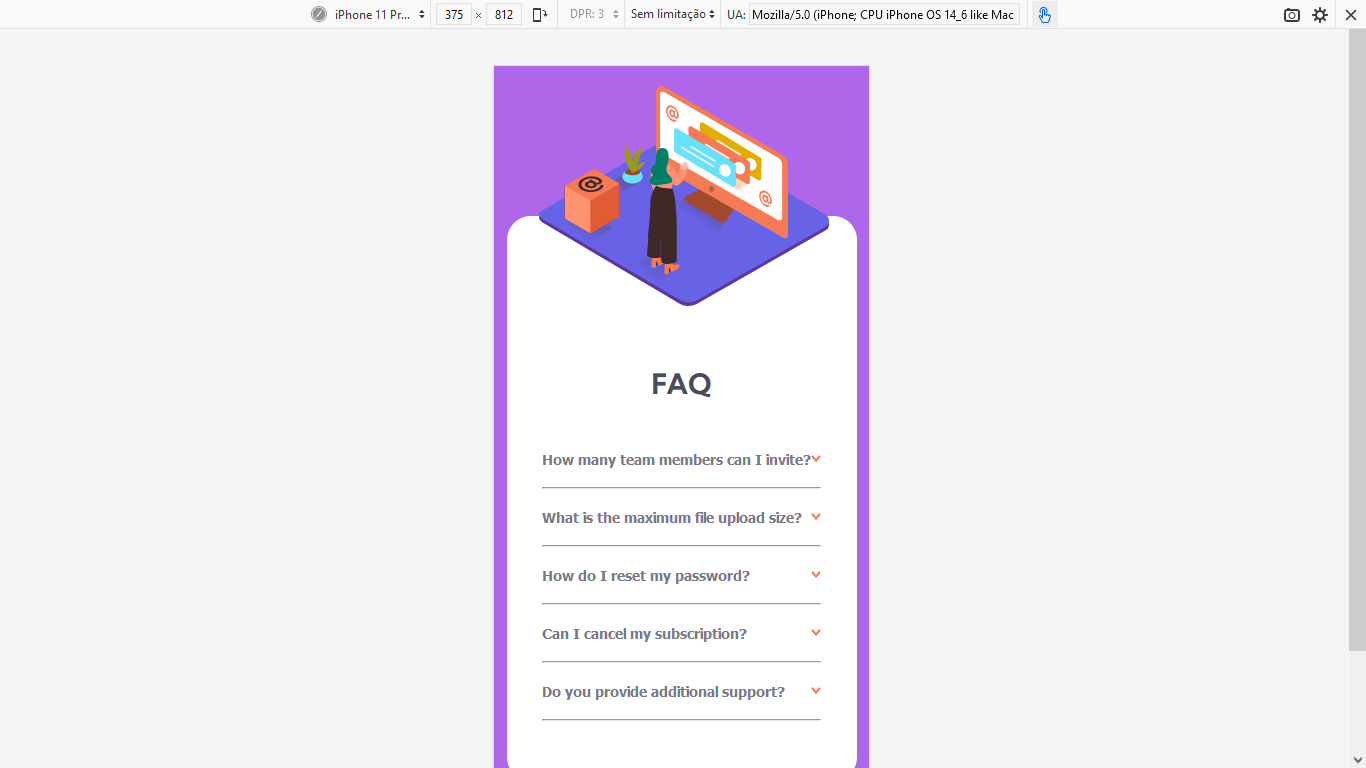 iPhone 11 Pr... 375 × 812 DPR: 3 Sem limitação UA: Mozilla/5.0 (iPhone; CPU iPhone OS 14_6 like Mac
@
@
@
FAQ
How many team members can I invite?
What is the maximum file upload size?
How do I reset my password?
Can I cancel my subscription?
Do you provide additional support?